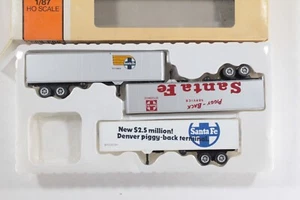 1/87
HO SCALE
PIGGY-BACK
SERVICE
Santa Fe
New $2.5 million!
Denver piggy-back terminal.
Santa Fe